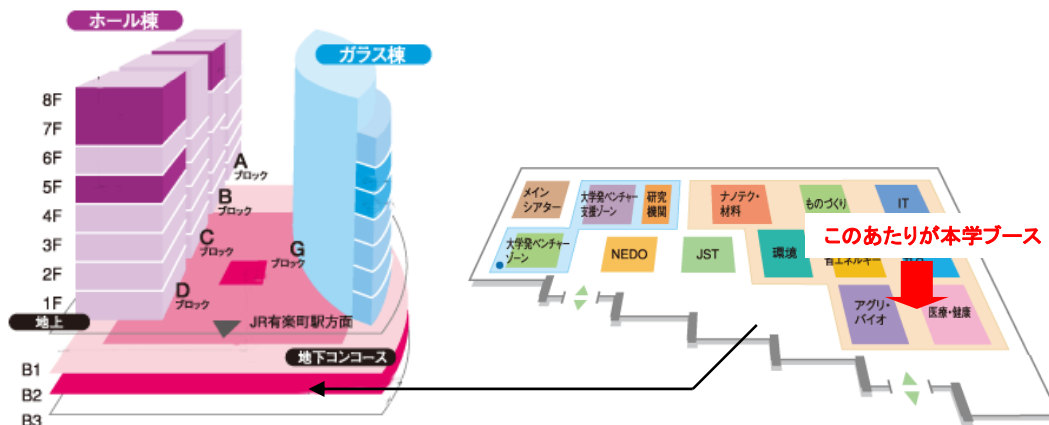 ホール棟
ガラス棟
8F
7F
6F
5F
4F
3F
2F
1F
地上
A
ブロック
B
ブロック
C
ブロック
G
ブロック
D
ブロック
JR有楽町駅方面
地下コンコース
B1
B2
B3
メイン
シアター
大学発ベンチャー
支援ゾーン
研究
機関
ナノテク・
材料
ものづくり
IT
このあたりが本学ブース
大学発ベンチャー
ゾーン
NEDO
JST
環境
省エネルギー
アグリ・
バイオ
医療・健康